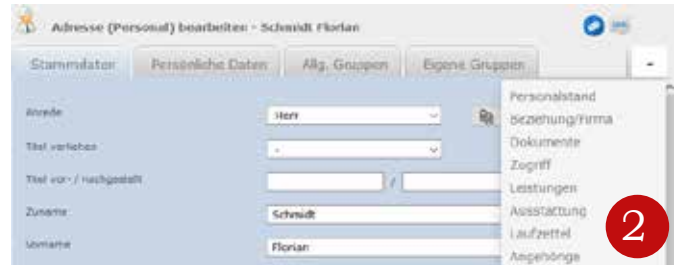 Adresse (Personal) bearbeiten - Schmidt Florian
Stammdaten Persönliche Daten Allg. Gruppen Eigene Gruppen
Personalstand
Anrede Herr
Beziehung/Firma
Titel verliehen -
Dokumente
Zugriff
Titel vor- / nachgestellt /
Leistungen
Zuname Schmidt
Ausstattung
Laufzettel
2
Vorname Florian
Angehörige